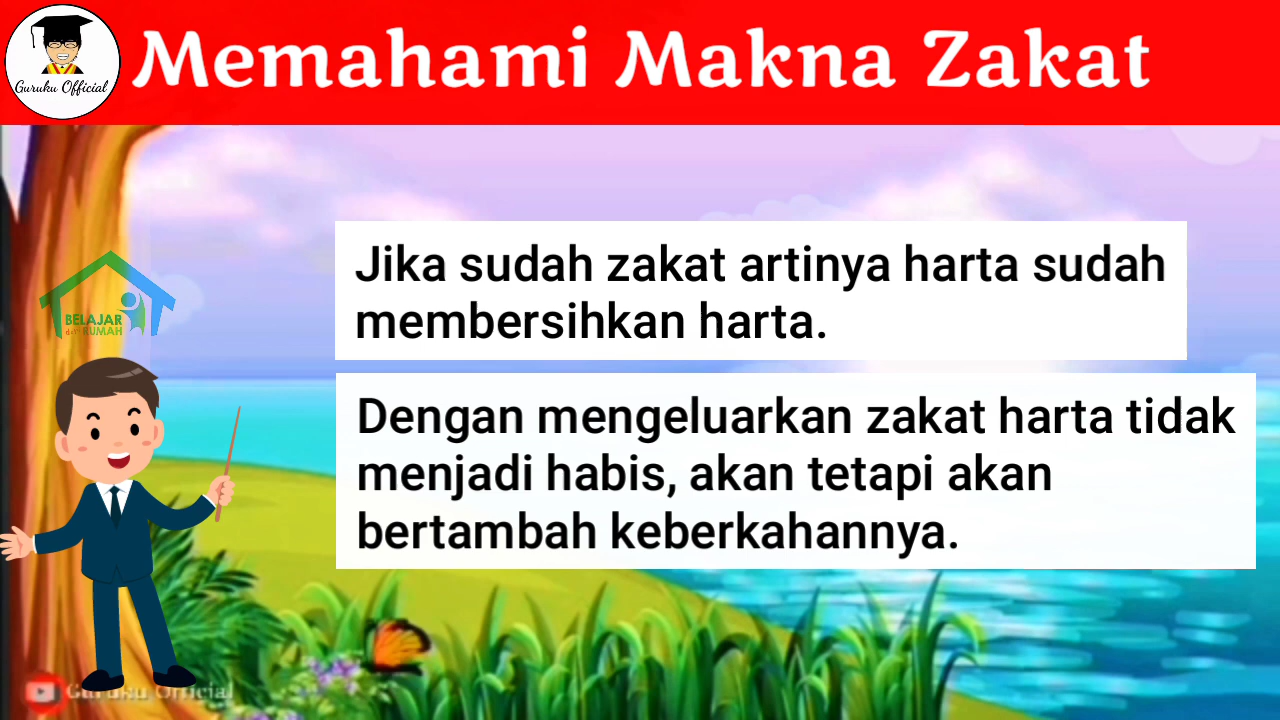 Guruku Official
Memahami Makna Zakat
BELAJAR
dari RUMAH
Jika sudah zakat artinya harta sudah
membersihkan harta.
Dengan mengeluarkan zakat harta tidak
menjadi habis, akan tetapi akan
bertambah keberkahannya.
Guruku Official